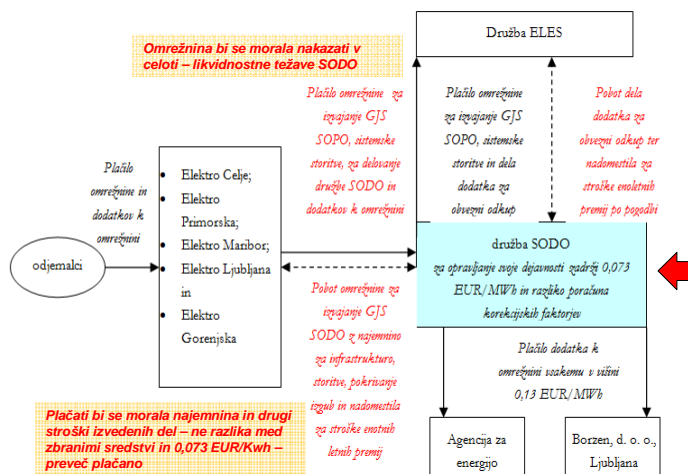 Družba ELES
Omrežnina bi se morala nakazati v
celoti – likvidnostne težave SODO
Plačilo omrežnine za
izvajanje GJS
SOPO, sistemske
storitve, za delovanje
družbe SODO in
dodatkov k omrežnini
Plačilo omrežnine
za izvajanje GJS
SOPO, sistemske
storitve in dela
dodatka za
obvezni odkup
Pobot dela
dodatka za
obvezni odkup ter
nadomestila za
stroške enoletnih
premij po pogodbi
Plačilo
omrežnine in
dodatkov k
omrežnini
odjemalci
• Elektro Celje;
• Elektro
Primorska;
• Elektro Maribor;
• Elektro Ljubljana
in
• Elektro
Gorenjska
družba SODO
za opravljanje svoje dejavnosti zadrži 0,073
EUR/MWh in razliko poračuna
korekcijskih faktorjev
Pobot omrežnine za
izvajanje GJS
SODO z najemnino
za infrastrukturo,
storitve, pokrivanje
izgub in nadomestila
za stroške enotnih
letnih premij
Plačilo dodatka k
omrežnini vsakemu v višini
0,13 EUR/MWh
Plačati bi se morala najemnina in drugi
stroški izvedenih del – ne razlika med
zbranimi sredstvi in 0,073 EUR/Kwh –
preveč plačano
Agencija za
energijo
Borzen, d. o. o.,
Ljubljana